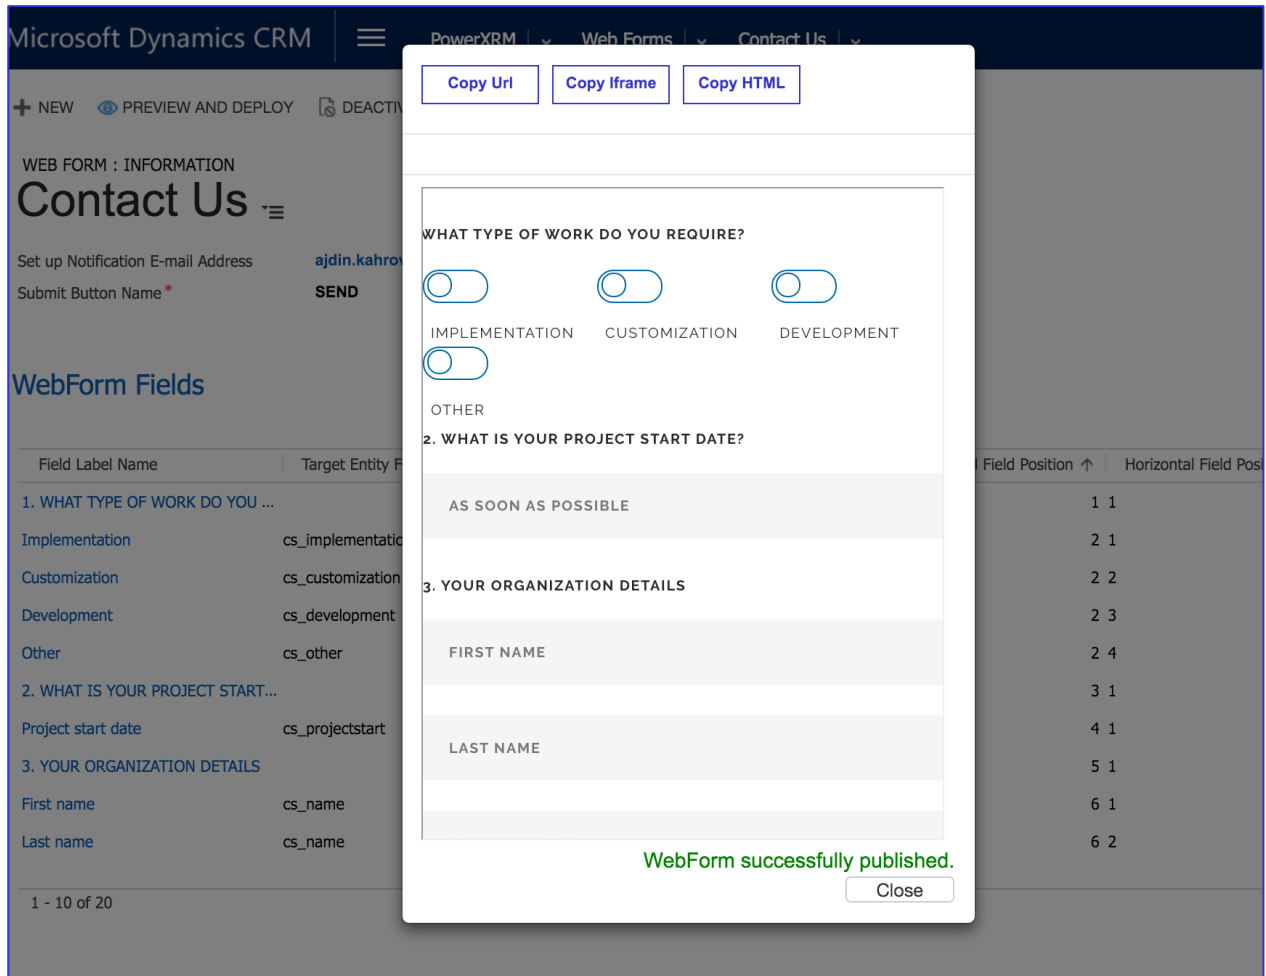 Microsoft Dynamics CRM
PowerXRM Web Forms Contact Us
NEW PREVIEW AND DEPLOY
Copy Url Copy Iframe Copy HTML
WEB FORM : INFORMATION
Contact Us
Set up Notification E-mail Address
Submit Button Name* SEND
WebForm Fields
Field Label Name Target Entity F
Field Position Horizontal Field Posi
1. WHAT TYPE OF WORK DO YOU ... 1 1
Implementation cs_implementatio 2 1
Customization cs_customization 2 2
Development cs_development 2 3
Other cs_other 2 4
2. WHAT IS YOUR PROJECT START... 3 1
Project start date cs_projectstart 4 1
3. YOUR ORGANIZATION DETAILS 5 1
First name cs_name 6 1
Last name cs_name 6 2
1 - 10 of 20
WHAT TYPE OF WORK DO YOU REQUIRE?
IMPLEMENTATION CUSTOMIZATION DEVELOPMENT
OTHER
2. WHAT IS YOUR PROJECT START DATE?
AS SOON AS POSSIBLE
3. YOUR ORGANIZATION DETAILS
FIRST NAME
LAST NAME
WebForm successfully published.
Close